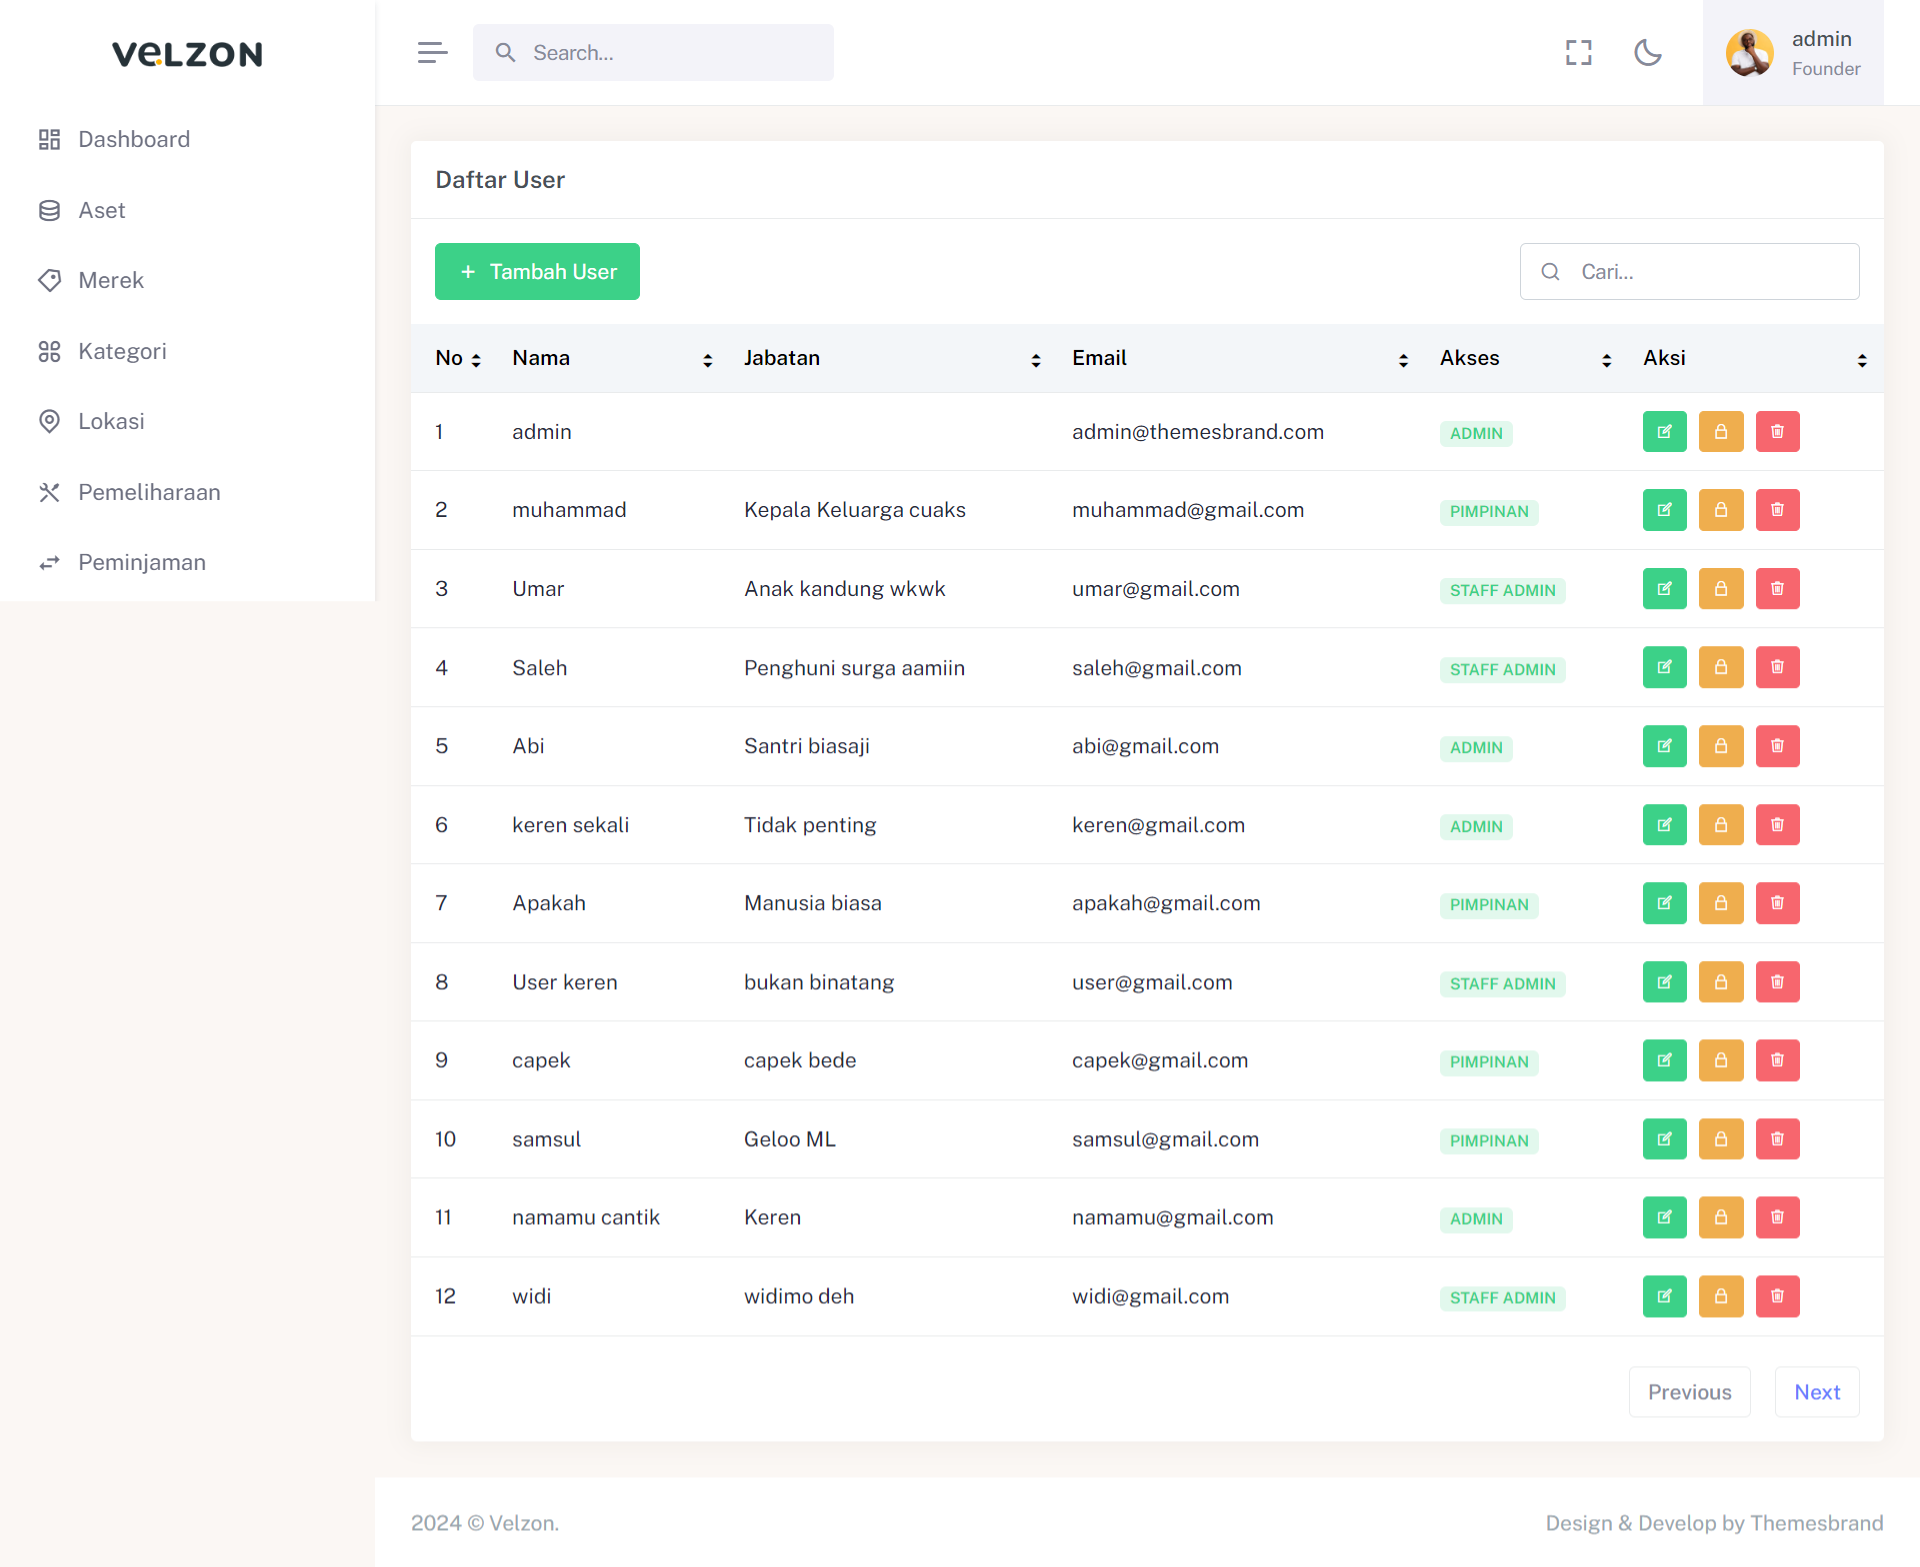 VELZON
Search...
admin
Founder
Dashboard
Aset
Merek
Kategori
Lokasi
Pemeliharaan
Peminjaman
Daftar User
+ Tambah User
Cari...
No Nama Jabatan Email Akses Aksi
1 admin admin@themesbrand.com ADMIN
2 muhammad Kepala Keluarga cuaks muhammad@gmail.com PIMPINAN
3 Umar Anak kandung wkwk umar@gmail.com STAFF ADMIN
4 Saleh Penghuni surga aamiin saleh@gmail.com STAFF ADMIN
5 Abi Santri biasaji abi@gmail.com ADMIN
6 keren sekali Tidak penting keren@gmail.com ADMIN
7 Apakah Manusia biasa apakah@gmail.com PIMPINAN
8 User keren bukan binatang user@gmail.com STAFF ADMIN
9 capek capek bede capek@gmail.com PIMPINAN
10 samsul Geloo ML samsul@gmail.com PIMPINAN
11 namamu cantik Keren namamu@gmail.com ADMIN
12 widi widimo deh widi@gmail.com STAFF ADMIN
Previous Next
2024 © Velzon.
Design & Develop by Themesbrand